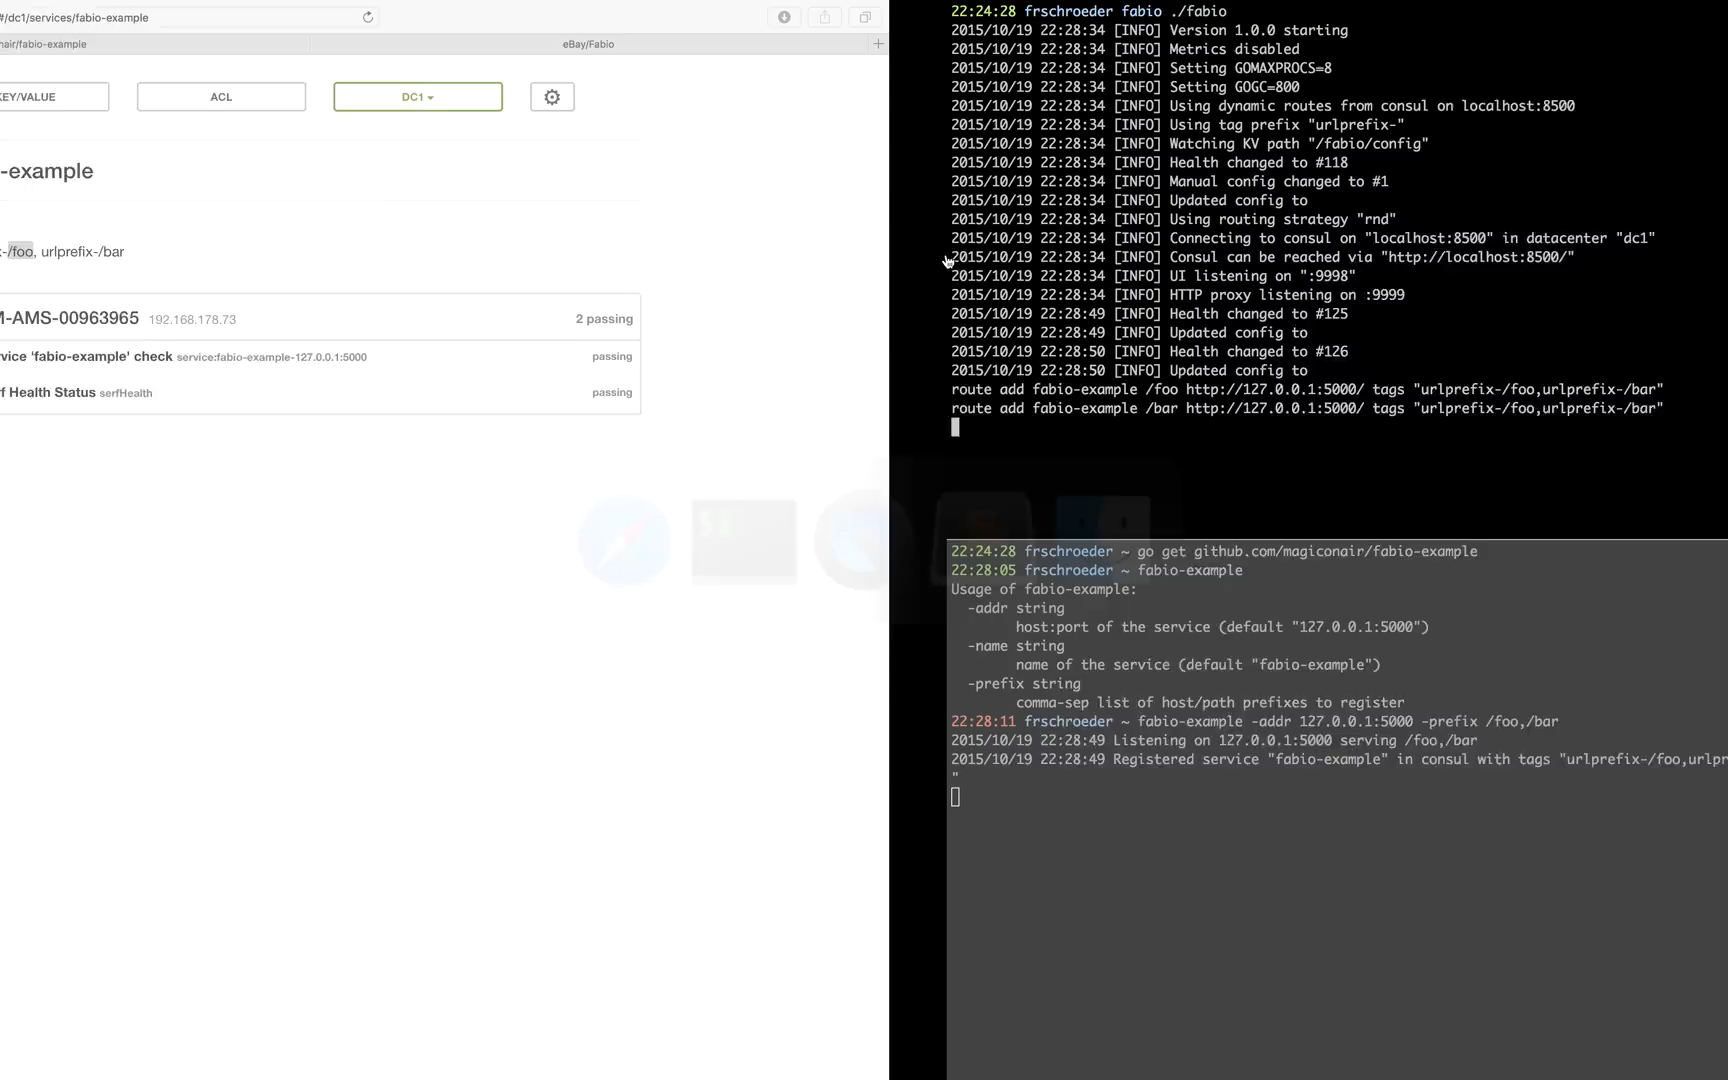 #/dc1/services/fabio-example
nair/fabio-example
eBay/Fabio
KEY/VALUE
ACL
DC1
-example
-/foo, urlprefix-/bar
M-AMS-00963965 192.168.178.73 2 passing
rvice 'fabio-example' check service:fabio-example-127.0.0.1:5000 passing
f Health Status serfHealth passing
22:24:28 frschroeder fabio ./fabio
2015/10/19 22:28:34 [INFO] Version 1.0.0 starting
2015/10/19 22:28:34 [INFO] Metrics disabled
2015/10/19 22:28:34 [INFO] Setting GOMAXPROCS=8
2015/10/19 22:28:34 [INFO] Setting GOGC=800
2015/10/19 22:28:34 [INFO] Using dynamic routes from consul on localhost:8500
2015/10/19 22:28:34 [INFO] Using tag prefix "urlprefix-"
2015/10/19 22:28:34 [INFO] Watching KV path "/fabio/config"
2015/10/19 22:28:34 [INFO] Health changed to #118
2015/10/19 22:28:34 [INFO] Manual config changed to #1
2015/10/19 22:28:34 [INFO] Updated config to
2015/10/19 22:28:34 [INFO] Using routing strategy "rnd"
2015/10/19 22:28:34 [INFO] Connecting to consul on "localhost:8500" in datacenter "dc1"
2015/10/19 22:28:34 [INFO] Consul can be reached via "http://localhost:8500/"
2015/10/19 22:28:34 [INFO] UI listening on ":9998"
2015/10/19 22:28:34 [INFO] HTTP proxy listening on :9999
2015/10/19 22:28:49 [INFO] Health changed to #125
2015/10/19 22:28:49 [INFO] Updated config to
2015/10/19 22:28:50 [INFO] Health changed to #126
2015/10/19 22:28:50 [INFO] Updated config to
route add fabio-example /foo http://127.0.0.1:5000/ tags "urlprefix-/foo,urlprefix-/bar"
route add fabio-example /bar http://127.0.0.1:5000/ tags "urlprefix-/foo,urlprefix-/bar"
22:24:28 frschroeder ~ go get github.com/magiconair/fabio-example
22:28:05 frschroeder ~ fabio-example
Usage of fabio-example:
-addr string
host:port of the service (default "127.0.0.1:5000")
-name string
name of the service (default "fabio-example")
-prefix string
comma-sep list of host/path prefixes to register
22:28:11 frschroeder ~ fabio-example -addr 127.0.0.1:5000 -prefix /foo,/bar
2015/10/19 22:28:49 Listening on 127.0.0.1:5000 serving /foo,/bar
2015/10/19 22:28:49 Registered service "fabio-example" in consul with tags "urlprefix-/foo,urlpr
"